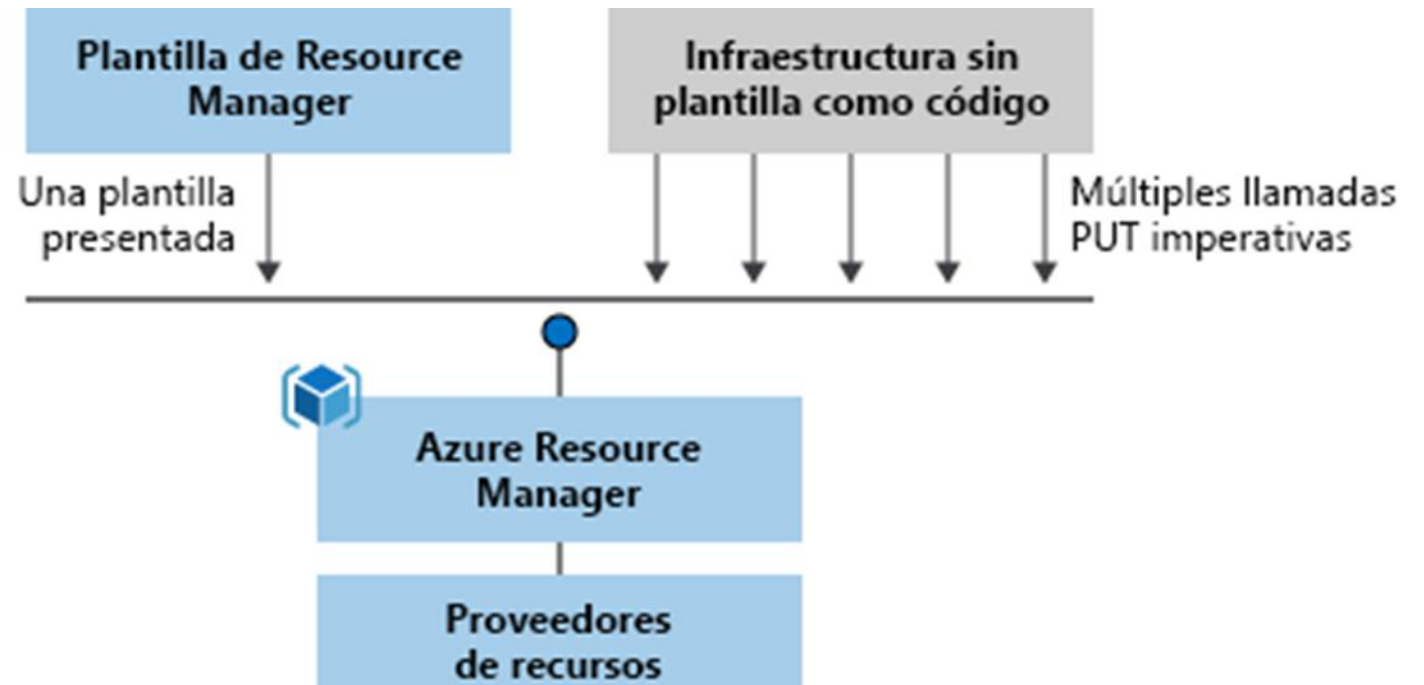 Plantilla de Resource
Manager
Infraestructura sin
plantilla como código
Una plantilla
presentada
Múltiples llamadas
PUT imperativas
Azure Resource
Manager
Proveedores
de recursos